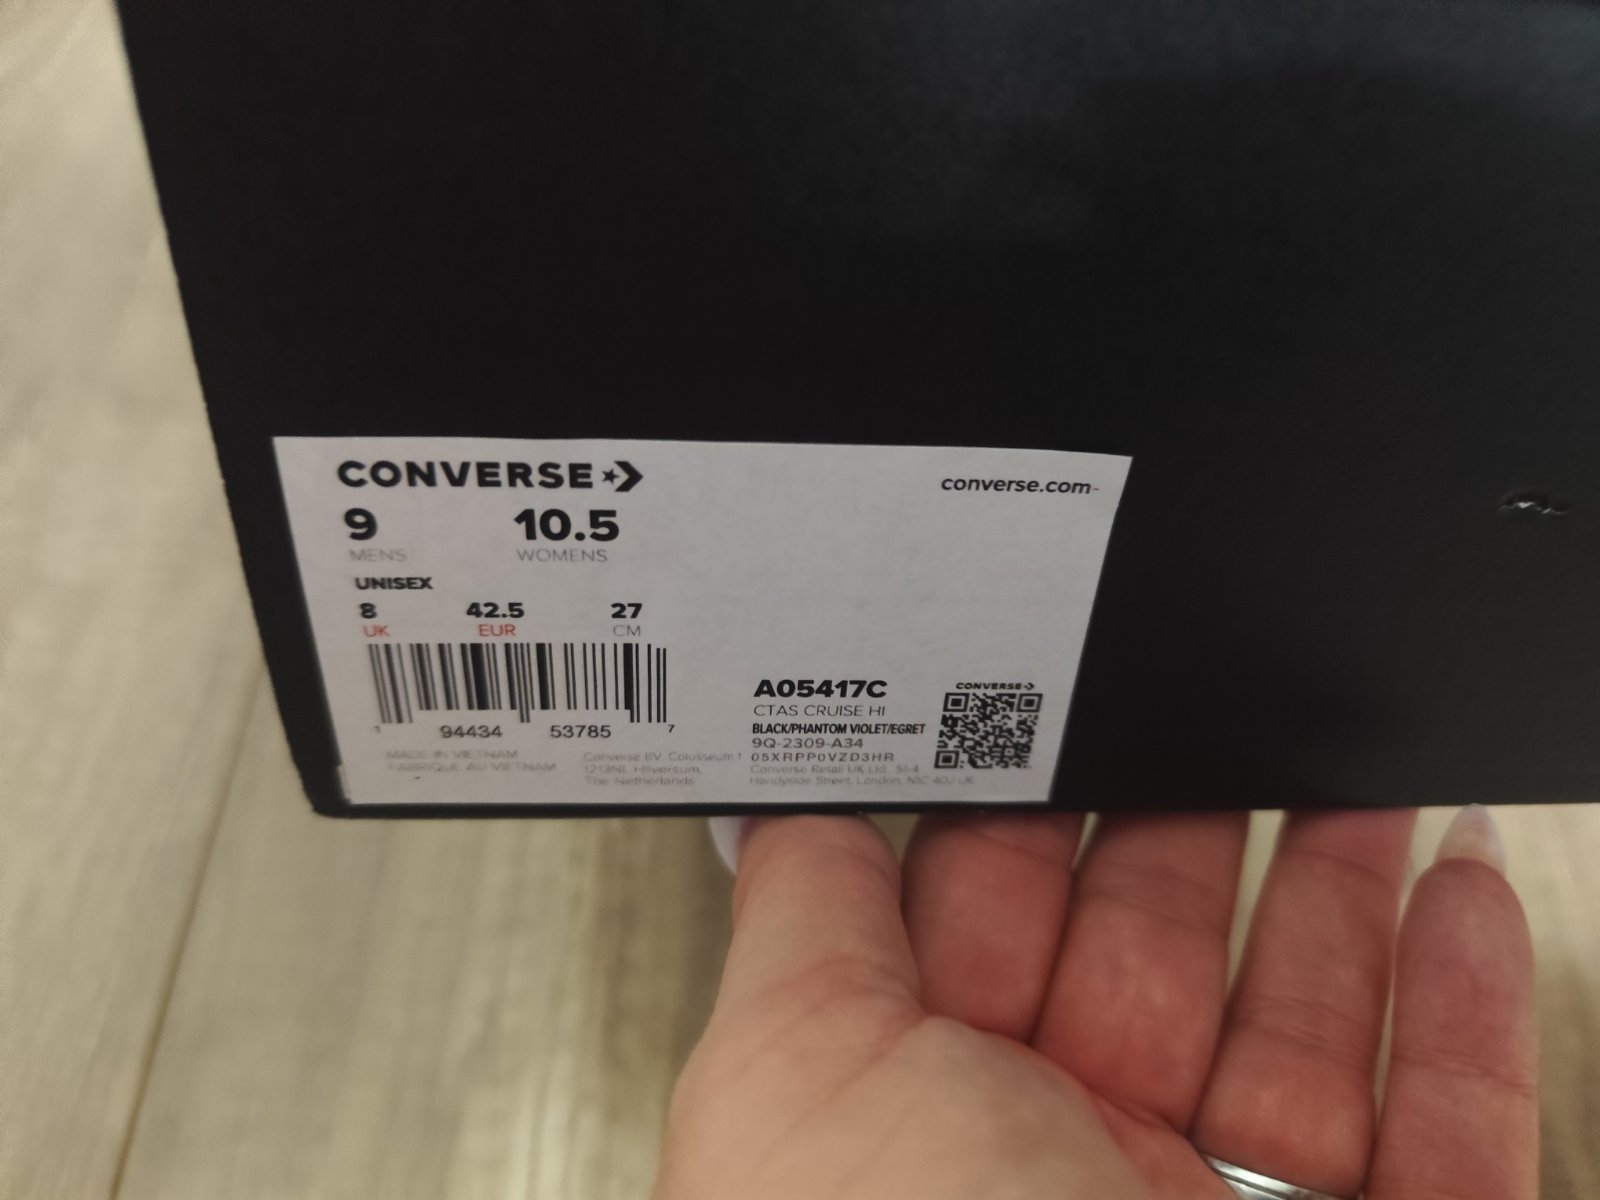 CONVERSE
converse.com
9 10.5
MENS WOMENS
UNISEX
8 42.5 27
UK EUR CM
1 94434 53785 7
A05417C
CTAS CRUISE HI
BLACK/PHANTOM VIOLET/EGRET
9Q-2309-A34
05XRPP0VZD3HR
CONVERSE
MADE IN VIETNAM
FABRIQUE AU VIETNAM
Converse BV, Colosseum 1
1213NL Hilversum,
The Netherlands
Converse Retail UK Ltd., S1-4
Handyside Street, London, N1C 4DJ UK